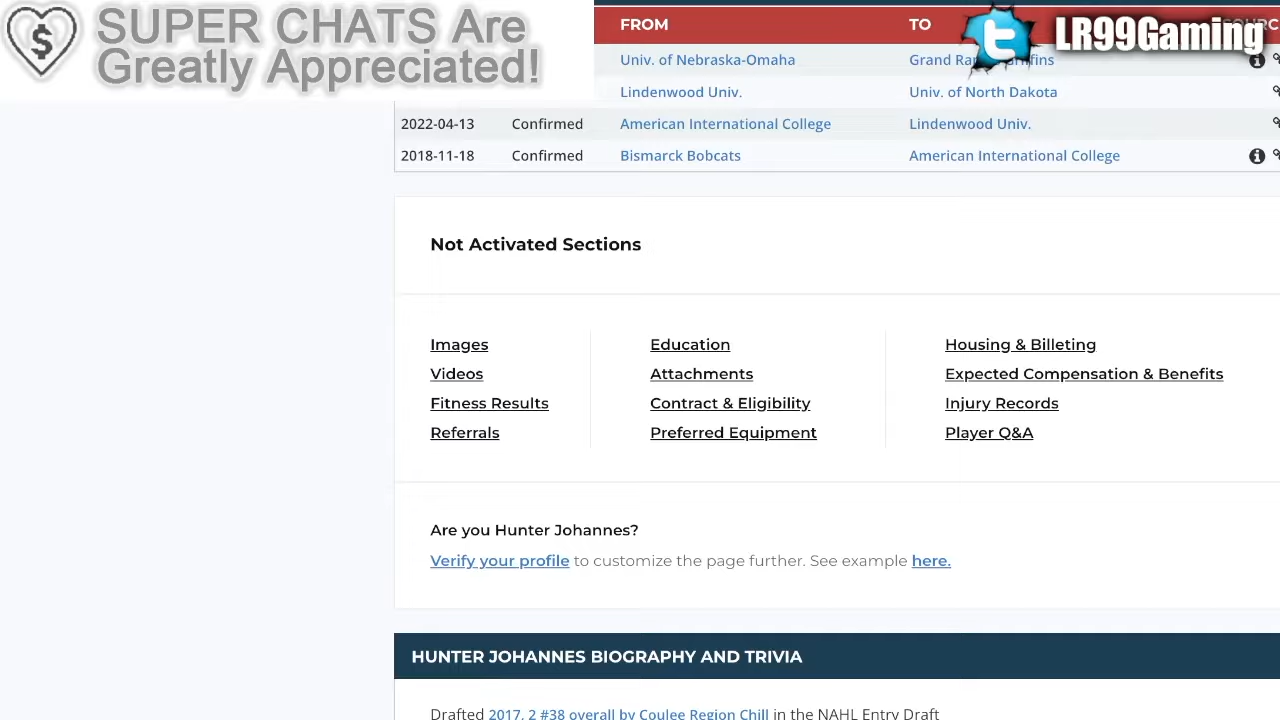 SUPER CHATS Are
Greatly Appreciated!
LR99Gaming
FROM TO
Univ. of Nebraska-Omaha Grand
Lindenwood Univ. Univ. of North Dakota
2022-04-13 Confirmed American International College Lindenwood Univ.
2018-11-18 Confirmed Bismarck Bobcats American International College
Not Activated Sections
Images Education Housing & Billeting
Videos Attachments Expected Compensation & Benefits
Fitness Results Contract & Eligibility Injury Records
Referrals Preferred Equipment Player Q&A
Are you Hunter Johannes?
Verify your profile to customize the page further. See example here.
HUNTER JOHANNES BIOGRAPHY AND TRIVIA
Drafted 2017, 2 #38 overall by Coulee Region Chill in the NAHL Entry Draft